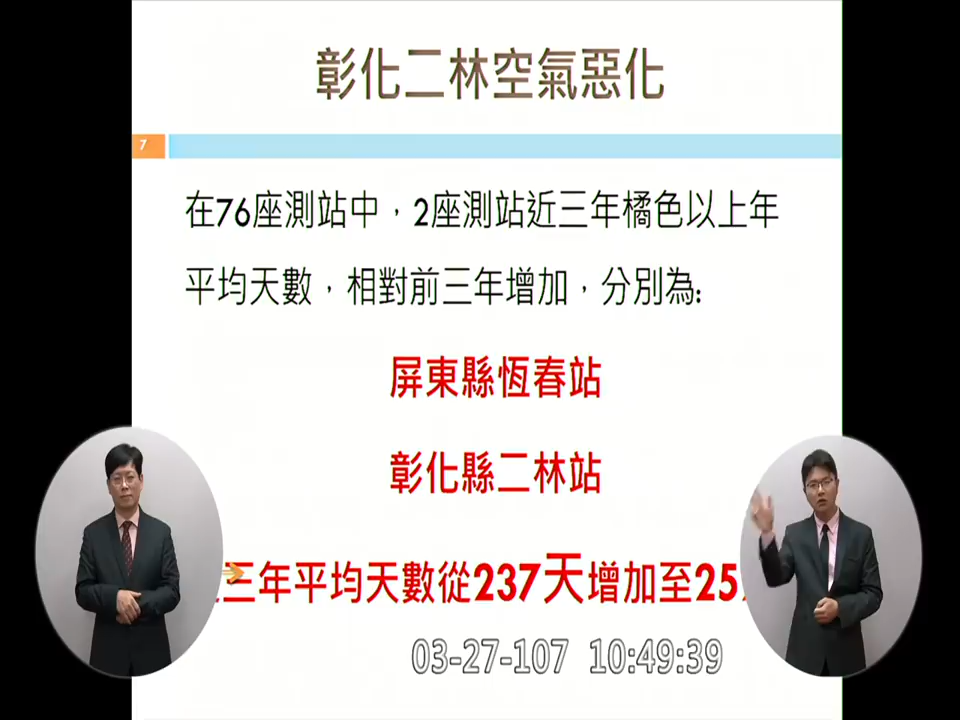 彰化二林空氣惡化
7
在76座測站中，2座測站近三年橘色以上年
平均天數，相對前三年增加，分別為:
屏東縣恆春站
彰化縣二林站
三年平均天數從237天增加至25
03-27-107 10:49:39